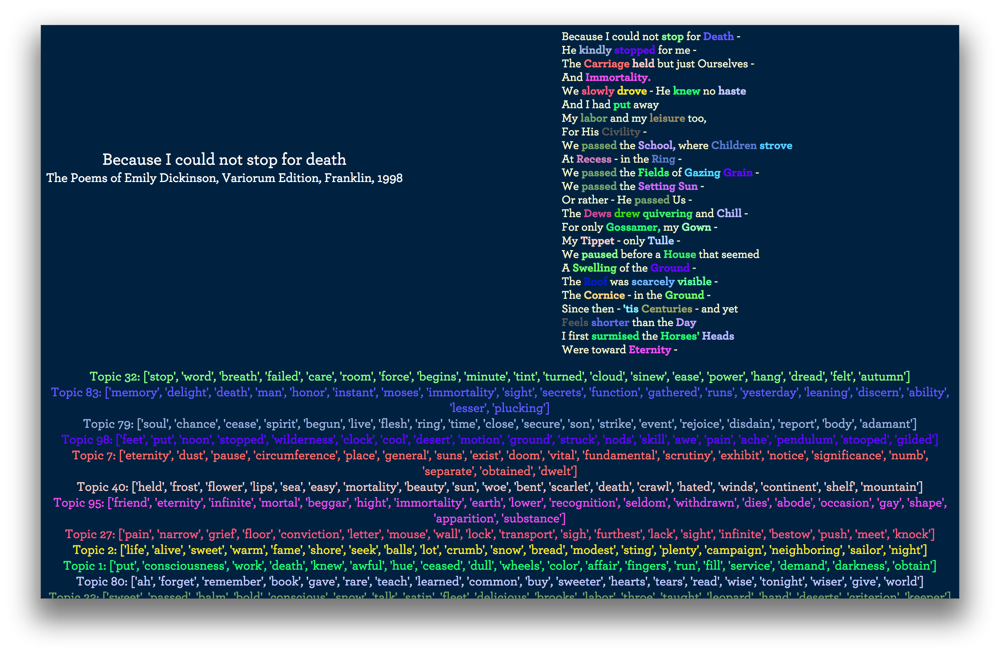 Because I could not stop for death
The Poems of Emily Dickinson, Variorum Edition, Franklin, 1998
Because I could not stop for Death -
He kindly stopped for me -
The Carriage held but just Ourselves -
And Immortality.
We slowly drove - He knew no haste
And I had put away
My labor and my leisure too,
For His Civility -
We passed the School, where Children strove
At Recess - in the Ring -
We passed the Fields of Gazing Grain -
We passed the Setting Sun -
Or rather - He passed Us -
The Dews drew quivering and Chill -
For only Gossamer, my Gown -
My Tippet - only Tulle -
We paused before a House that seemed
A Swelling of the Ground -
The Roof was scarcely visible -
The Cornice - in the Ground -
Since then - 'tis Centuries - and yet
Feels shorter than the Day
I first surmised the Horses' Heads
Were toward Eternity -
Topic 32: ['stop', 'word', 'breath', 'failed', 'care', 'room', 'force', 'begins', 'minute', 'tint', 'turned', 'cloud', 'sinew', 'ease', 'power', 'hang', 'dread', 'felt', 'autumn']
Topic 83: ['memory', 'delight', 'death', 'man', 'honor', 'instant', 'moses', 'immortality', 'sight', 'secrets', 'function', 'gathered', 'runs', 'yesterday', 'leaning', 'discern', 'ability',
'lesser', 'plucking']
Topic 79: ['soul', 'chance', 'cease', 'spirit', 'begun', 'live', 'flesh', 'ring', 'time', 'close', 'secure', 'son', 'strike', 'event', 'rejoice', 'disdain', 'report', 'body', 'adamant']
Topic 98: ['feet', 'put', 'noon', 'stopped', 'wilderness', 'clock', 'cool', 'desert', 'motion', 'ground', 'struck', 'nods', 'skill', 'awe', 'pain', 'ache', 'pendulum', 'stooped', 'gilded']
Topic 7: ['eternity', 'dust', 'pause', 'circumference', 'place', 'general', 'suns', 'exist', 'doom', 'vital', 'fundamental', 'scrutiny', 'exhibit', 'notice', 'significance', 'numb',
'separate', 'obtained', 'dwelt']
Topic 40: ['held', 'frost', 'flower', 'lips', 'sea', 'easy', 'mortality', 'beauty', 'sun', 'woe', 'bent', 'scarlet', 'death', 'crawl', 'hated', 'winds', 'continent', 'shelf', 'mountain']
Topic 95: ['friend', 'eternity', 'infinite', 'mortal', 'beggar', 'hight', 'immortality', 'earth', 'lower', 'recognition', 'seldom', 'withdrawn', 'dies', 'abode', 'occasion', 'gay', 'shape',
'apparition', 'substance']
Topic 27: ['pain', 'narrow', 'grief', 'floor', 'conviction', 'letter', 'mouse', 'wall', 'lock', 'transport', 'sigh', 'furthest', 'lack', 'sight', 'infinite', 'bestow', 'push', 'meet', 'knock']
Topic 2: ['life', 'alive', 'sweet', 'warm', 'fame', 'shore', 'seek', 'balls', 'lot', 'crumb', 'snow', 'bread', 'modest', 'sting', 'plenty', 'campaign', 'neighboring', 'sailor', 'night']
Topic 1: ['put', 'consciousness', 'work', 'death', 'knew', 'awful', 'hue', 'ceased', 'dull', 'wheels', 'color', 'affair', 'fingers', 'run', 'fill', 'service', 'demand', 'darkness', 'obtain']
Topic 80: ['ah', 'forget', 'remember', 'book', 'gave', 'rare', 'teach', 'learned', 'common', 'buy', 'sweeter', 'hearts', 'tears', 'read', 'wise', 'tonight', 'wiser', 'give', 'world']
Topic 22: ['sweet', 'passed', 'balm', 'bold', 'conscious', 'snow', 'talk', 'satin', 'fleet', 'delicious', 'brooks', 'labor', 'throe', 'taught', 'leopard', 'hand', 'deserts', 'criterion', 'keeper']